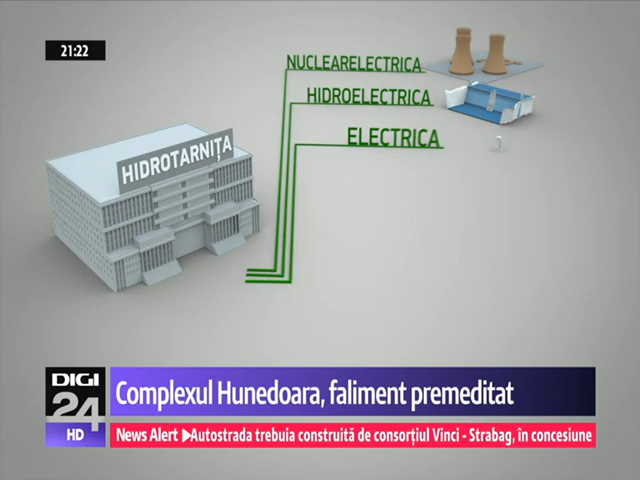 21:22
NUCLEARELECTRICA
HIDROELECTRICA
ELECTRICA
HIDROTARNIȚA
DIGI
24
HD
Complexul Hunedoara, faliment premeditat
News Alert ▶Autostrada trebuia construită de consorțiul Vinci - Strabag, în concesiune